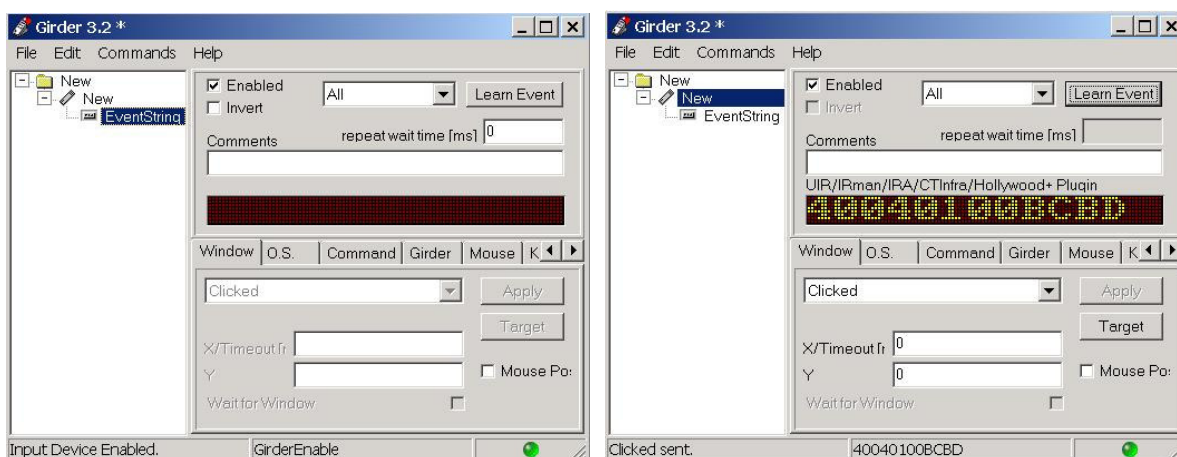 Girder 3.2 *
File Edit Commands Help
New
New
EventString
Enabled
Invert
All
Learn Event
repeat wait time [ms] 0
Comments
Window O.S. Command Girder Mouse K
Clicked
Apply
Target
X/Timeout [r
Y
Mouse Po:
Wait for Window
Input Device Enabled. GirderEnable
Girder 3.2 *
File Edit Commands Help
New
New
EventString
Enabled
Invert
All
Learn Event
repeat wait time [ms]
Comments
UIR/IRman/IRA/CTInfra/Hollywood+ Plugin
40040100BCBD
Window O.S. Command Girder Mouse K
Clicked
Apply
Target
X/Timeout [r 0
Y 0
Mouse Po:
Wait for Window
Clicked sent. 40040100BCBD